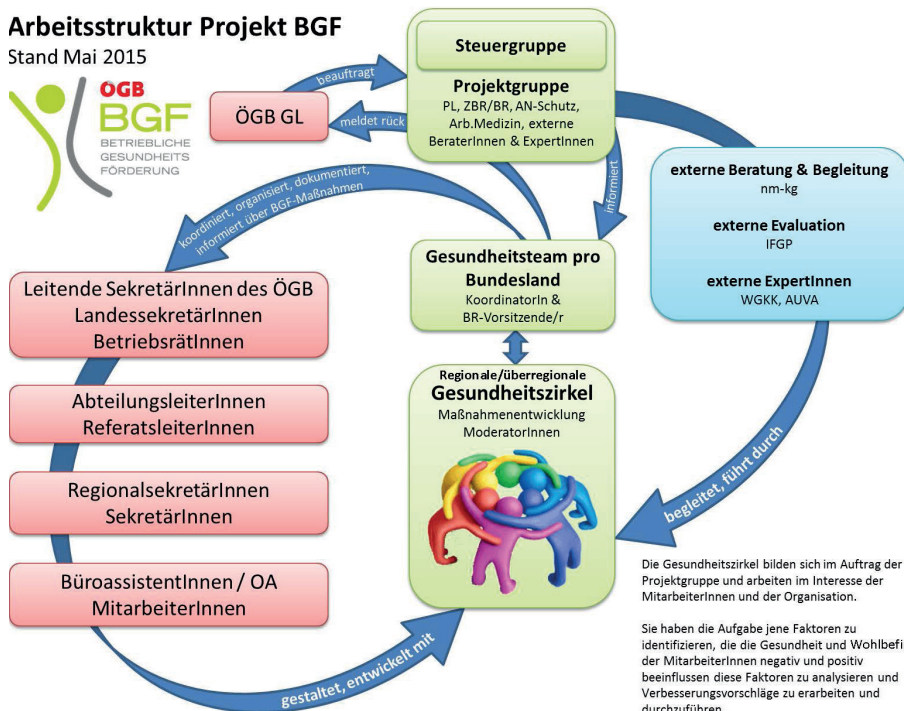 Arbeitsstruktur Projekt BGF
Stand Mai 2015
ÖGB
BGF
BETRIEBLICHE
GESUNDHEITS
FÖRDERUNG
ÖGB GL
beauftragt
meldet rück
Steuergruppe
Projektgruppe
PL, ZBR/BR, AN-Schutz,
Arb.Medizin, externe
BeraterInnen & ExpertInnen
informiert
koordiniert, organisiert, dokumentiert,
informiert über BGF-Maßnahmen
externe Beratung & Begleitung
nm-kg
externe Evaluation
IFGP
externe ExpertInnen
WGKK, AUVA
Gesundheitsteam pro
Bundesland
KoordinatorIn &
BR-Vorsitzende/r
Leitende SekretärInnen des ÖGB
LandessekretärInnen
BetriebsrätInnen
AbteilungsleiterInnen
ReferatsleiterInnen
RegionalsekretärInnen
SekretärInnen
BüroassistentInnen / OA
MitarbeiterInnen
Regionale/überregionale
Gesundheitszirkel
Maßnahmenentwicklung
ModeratorInnen
begleitet, führt durch
gestaltet, entwickelt mit
Die Gesundheitszirkel bilden sich im Auftrag der
Projektgruppe und arbeiten im Interesse der
MitarbeiterInnen und der Organisation.
Sie haben die Aufgabe jene Faktoren zu
identifizieren, die die Gesundheit und Wohlbefi
der MitarbeiterInnen negativ und positiv
beeinflussen diese Faktoren zu analysieren und
Verbesserungsvorschläge zu erarbeiten und
durchzuführen